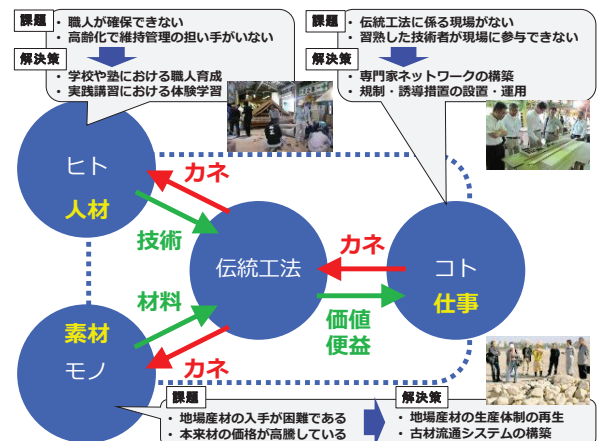 課題
・ 職人が確保できない
・ 高齢化で維持管理の担い手がいない
解決策
・ 学校や塾における職人育成
・ 実践講習における体験学習
課題
・ 伝統工法に係る現場がない
・ 習熟した技術者が現場に参与できない
解決策
・ 専門家ネットワークの構築
・ 規制・誘導措置の設置・運用
ヒト
人材
カネ
技術
伝統工法
カネ
コト
仕事
価値
便益
材料
素材
モノ
カネ
課題
・ 地場産材の入手が困難である
・ 本来材の価格が高騰している
解決策
・ 地場産材の生産体制の再生
・ 古材流通システムの構築